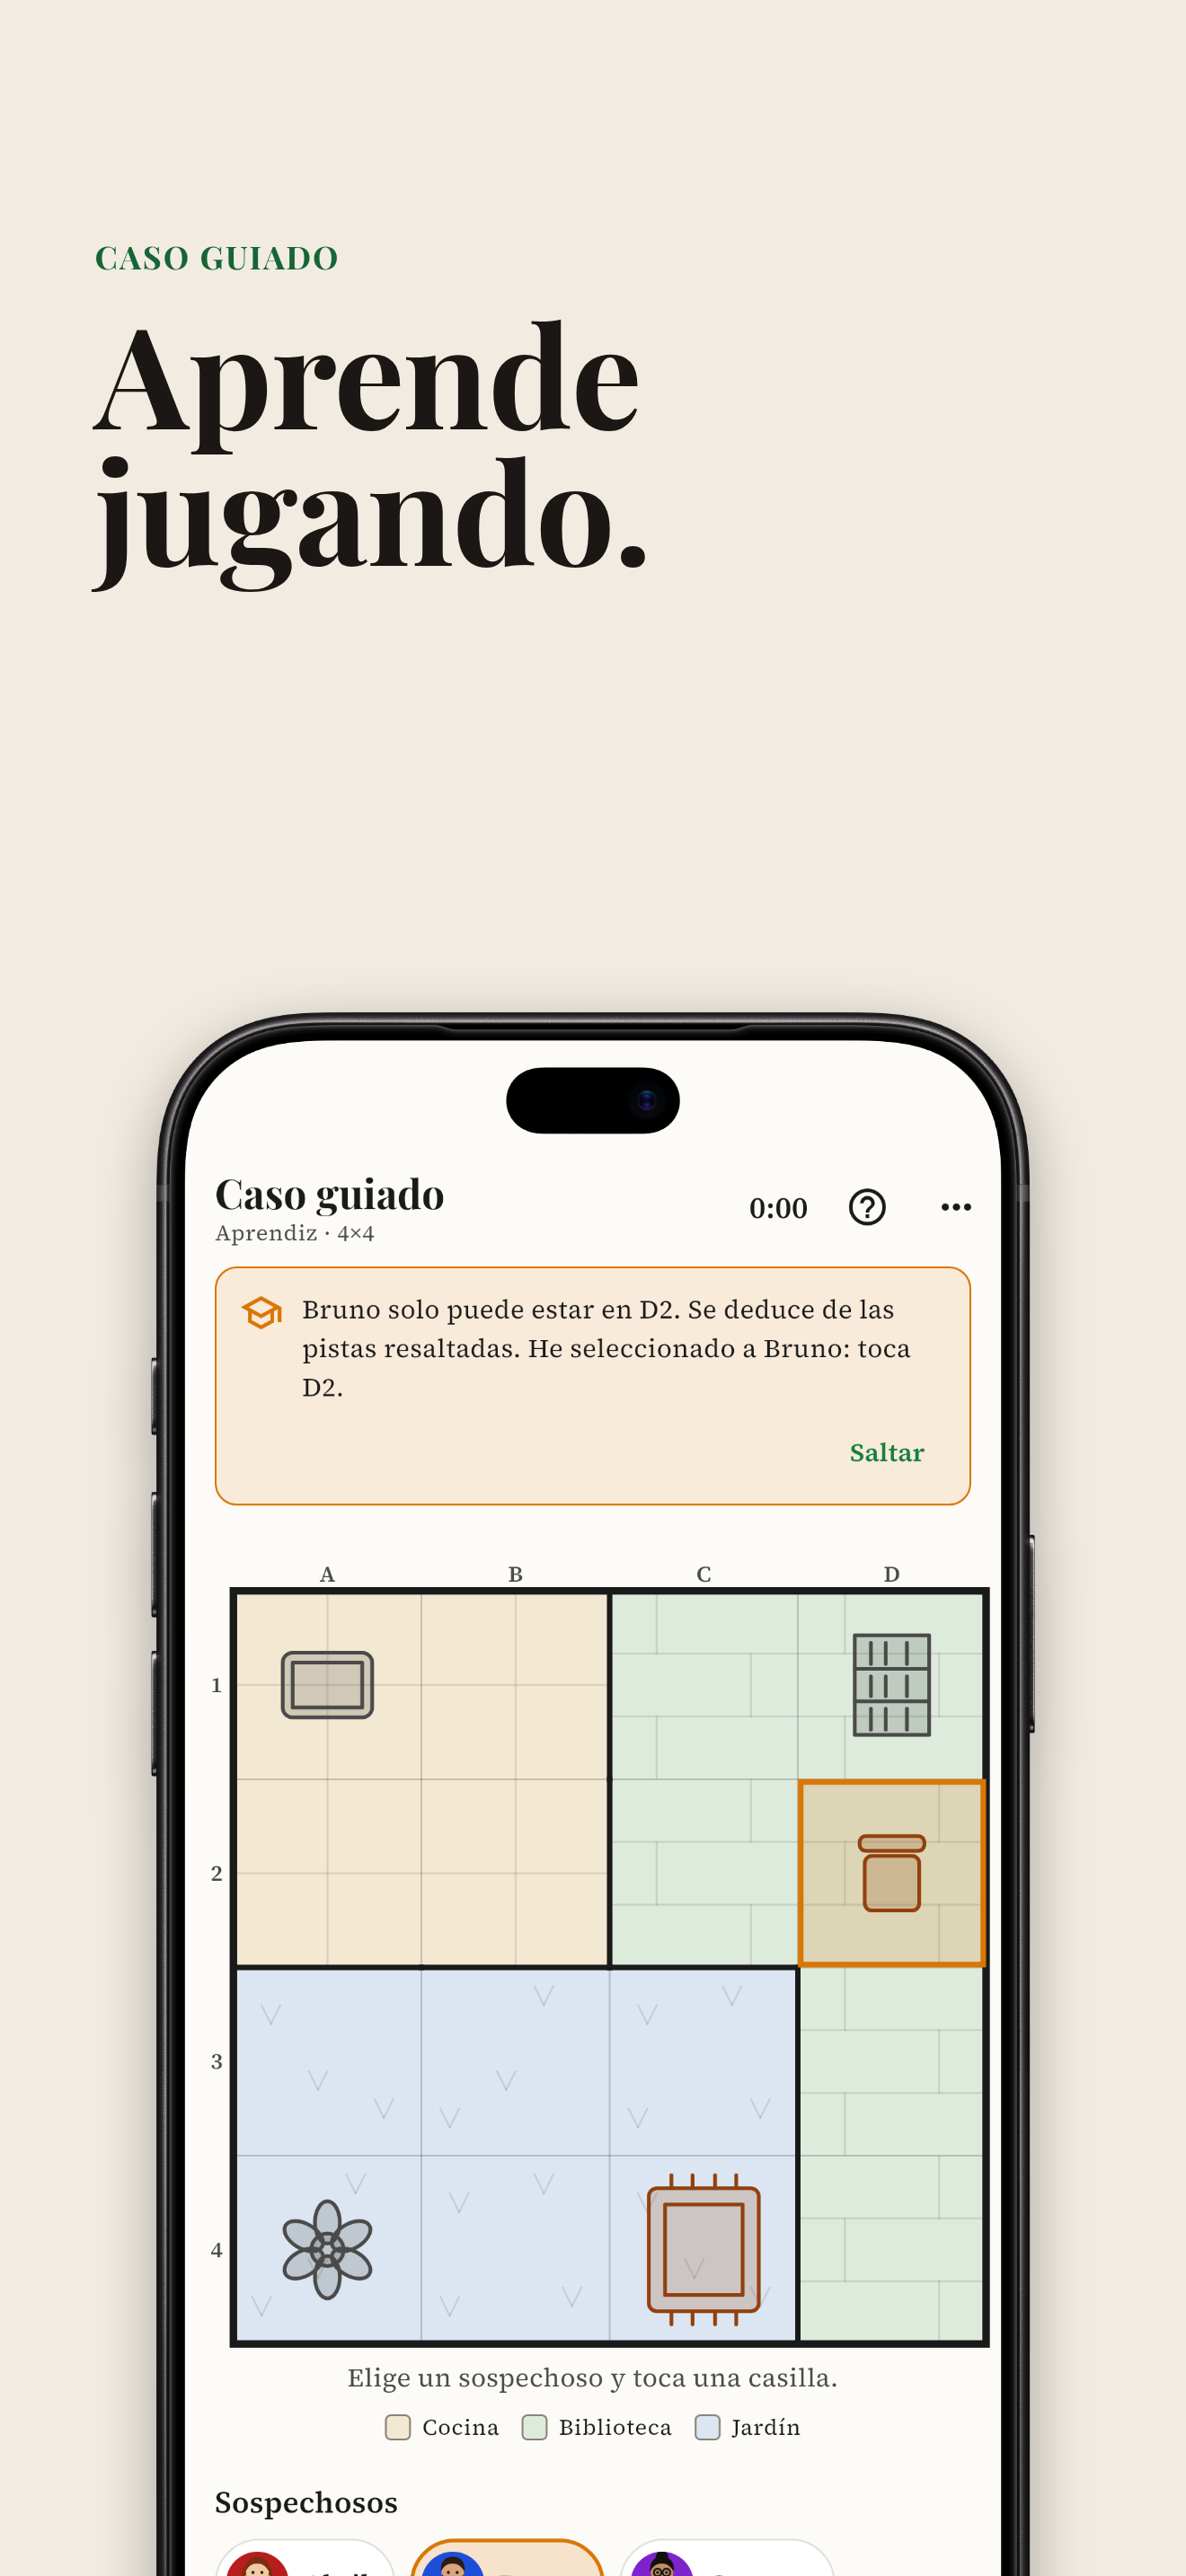 CASO GUIADO
Aprende
jugando.
Caso guiado
0:00
Aprendiz · 4×4
Bruno solo puede estar en D2. Se deduce de las
pistas resaltadas. He seleccionado a Bruno: toca
D2.
Saltar
A B C D
1
2
3
4
Elige un sospechoso y toca una casilla.
Cocina Biblioteca Jardín
Sospechosos